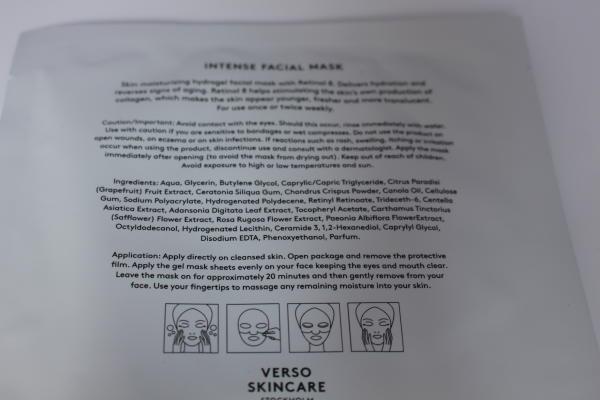 INTENSE FACIAL MASK
Skin moisturising hydrogel facial mask with Retinol 8. Delivers hydration and
reverses signs of aging. Retinol 8 helps stimulating the skin's own production of
collagen, which makes the skin appear younger, fresher and more translucent.
For use once or twice weekly.
Caution/Important: Avoid contact with the eyes. Should this occur, rinse immediately with water.
Use with caution if you are sensitive to bandages or wet compresses. Do not use the product on
open wounds, on eczema or on skin infections. If reactions such as rash, swelling, itching or irritation
occur when using the product, discontinue use and consult with a dermatologist. Apply the mask
immediately after opening (to avoid the mask from drying out). Keep out of reach of children.
Avoid exposure to high or low temperatures and sun.
Ingredients: Aqua, Glycerin, Butylene Glycol, Caprylic/Capric Triglyceride, Citrus Paradisi
(Grapefruit) Fruit Extract, Ceratonia Siliqua Gum, Chondrus Crispus Powder, Canola Oil, Cellulose
Gum, Sodium Polyacrylate, Hydrogenated Polydecene, Retinyl Retinoate, Trideceth-6, Centella
Asiatica Extract, Adansonia Digitata Leaf Extract, Tocopheryl Acetate, Carthamus Tinctorius
(Safflower) Flower Extract, Rosa Rugosa Flower Extract, Paeonia Albiflora FlowerExtract,
Octyldodecanol, Hydrogenated Lecithin, Ceramide 3, 1,2-Hexanediol, Caprylyl Glycol,
Disodium EDTA, Phenoxyethanol, Parfum.
Application: Apply directly on cleansed skin. Open package and remove the protective
film. Apply the gel mask sheets evenly on your face keeping the eyes and mouth clear.
Leave the mask on for approximately 20 minutes and then gently remove from your
face. Use your fingertips to massage any remaining moisture into your skin.
VERSO
SKINCARE
STOCKHOLM